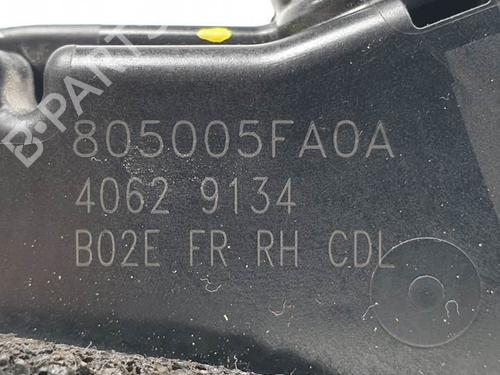 B-PARTS
805005FA0A
4062 9134
B02E FR RH CDL